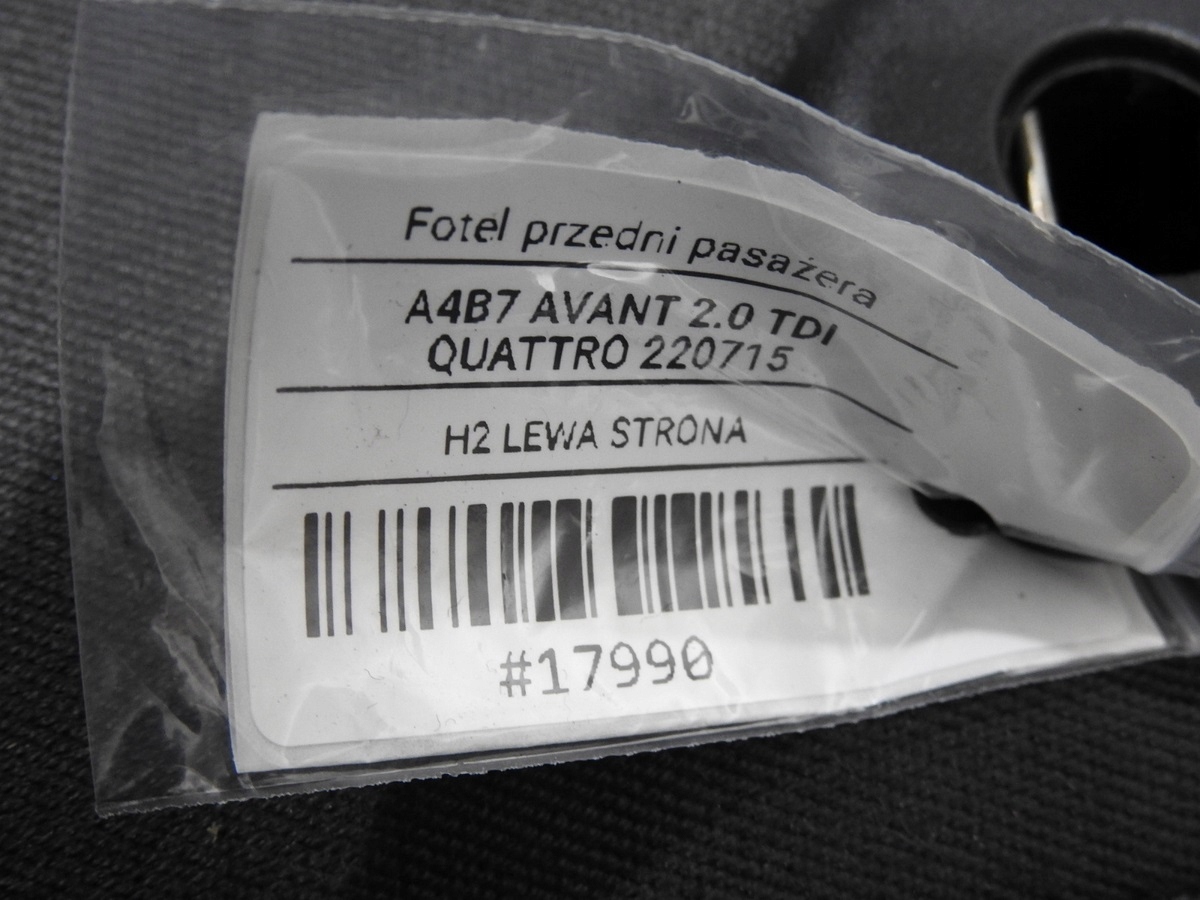 Fotel przedni pasażera
A4B7 AVANT 2.0 TDI
QUATTRO 220715
H2 LEWA STRONA
#17990